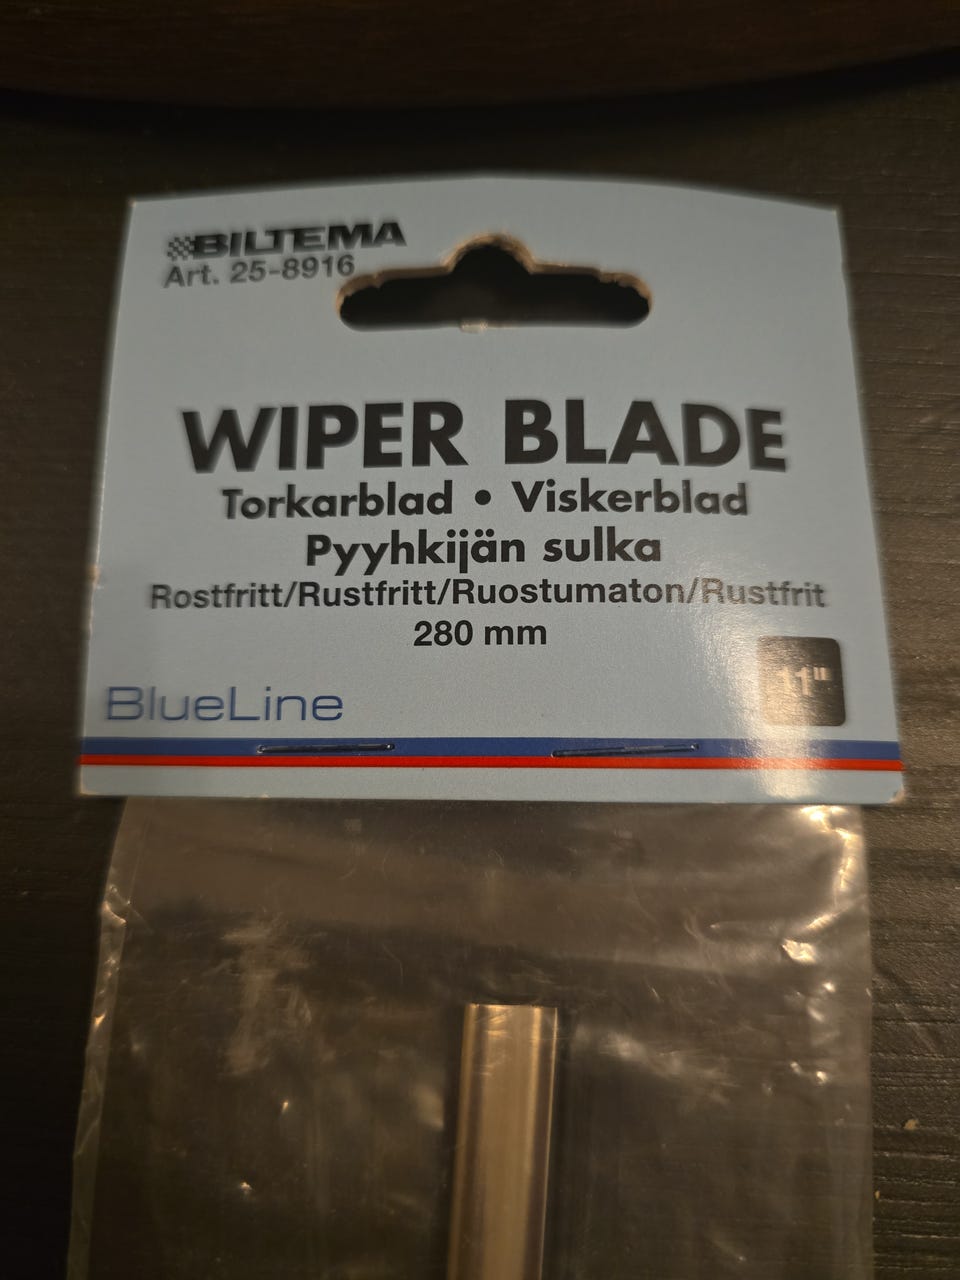 BILTEMA
Art. 25-8916
WIPER BLADE
Torkarblad • Viskerblad
Pyyhkijän sulka
Rostfritt/Rustfritt/Ruostumaton/Rustfrit
280 mm
11"
BlueLine